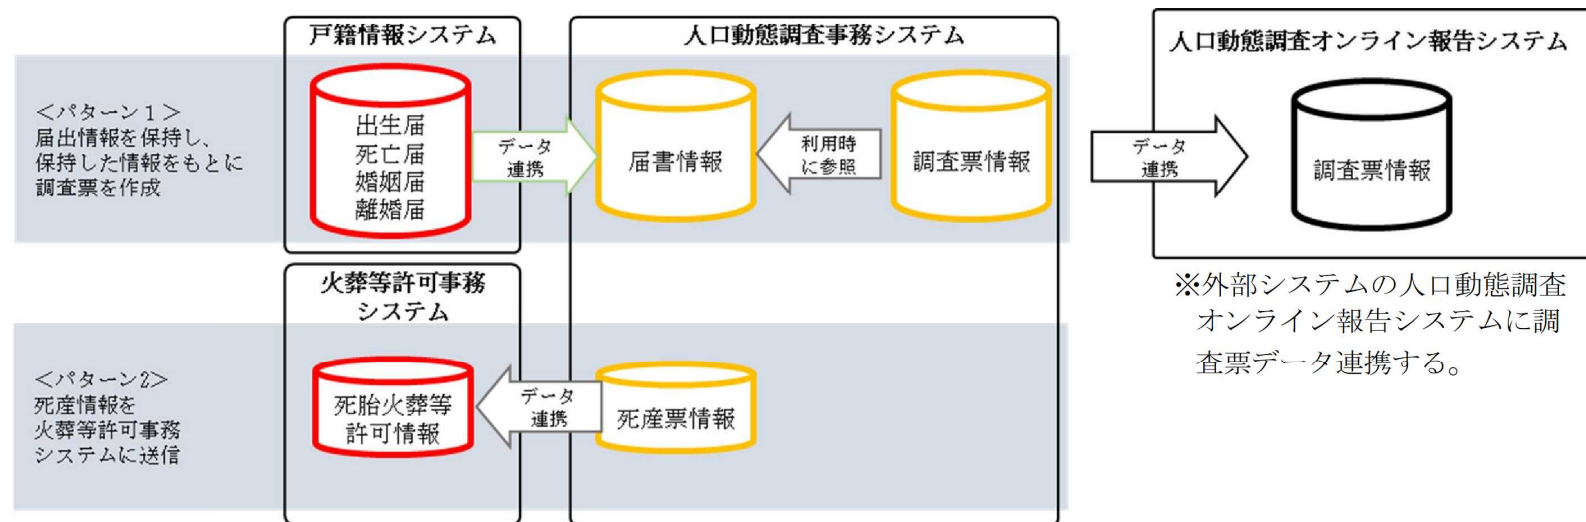 戸籍情報システム
人口動態調査事務システム
人口動態調査オンライン報告システム
＜パターン１＞
届出情報を保持し、
保持した情報をもとに
調査票を作成
出生届
死亡届
婚姻届
離婚届
データ
連携
届書情報
利用時
に参照
調査票情報
データ
連携
調査票情報
※外部システムの人口動態調査
オンライン報告システムに調
査票データ連携する。
火葬等許可事務
システム
＜パターン2＞
死産情報を
火葬等許可事務
システムに送信
死胎火葬等
許可情報
データ
連携
死産票情報